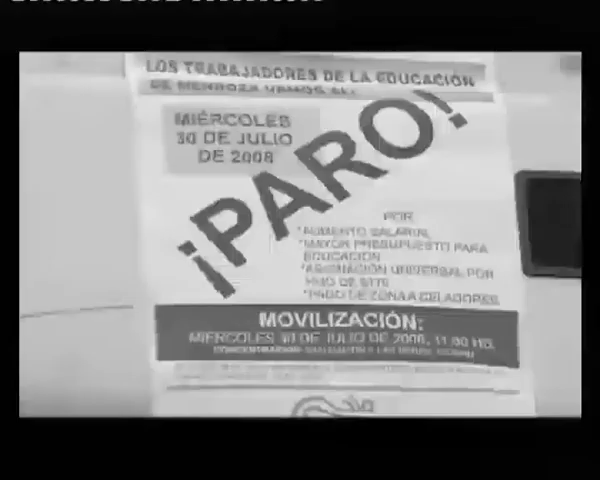 LOS TRABAJADORES DE LA EDUCACIÓN
DE MENDOZA VAMOS AL:
MIÉRCOLES
30 DE JULIO
DE 2008
¡PARO!
POR:
*AUMENTO SALARIAL
*MAYOR PRESUPUESTO PARA
EDUCACIÓN
*ASIGNACIÓN UNIVERSAL POR
HIJO DE $176
*PAGO DE ZONA A CELADORES
MOVILIZACIÓN:
MIÉRCOLES 30 DE JULIO DE 2008, 11.00 HS.